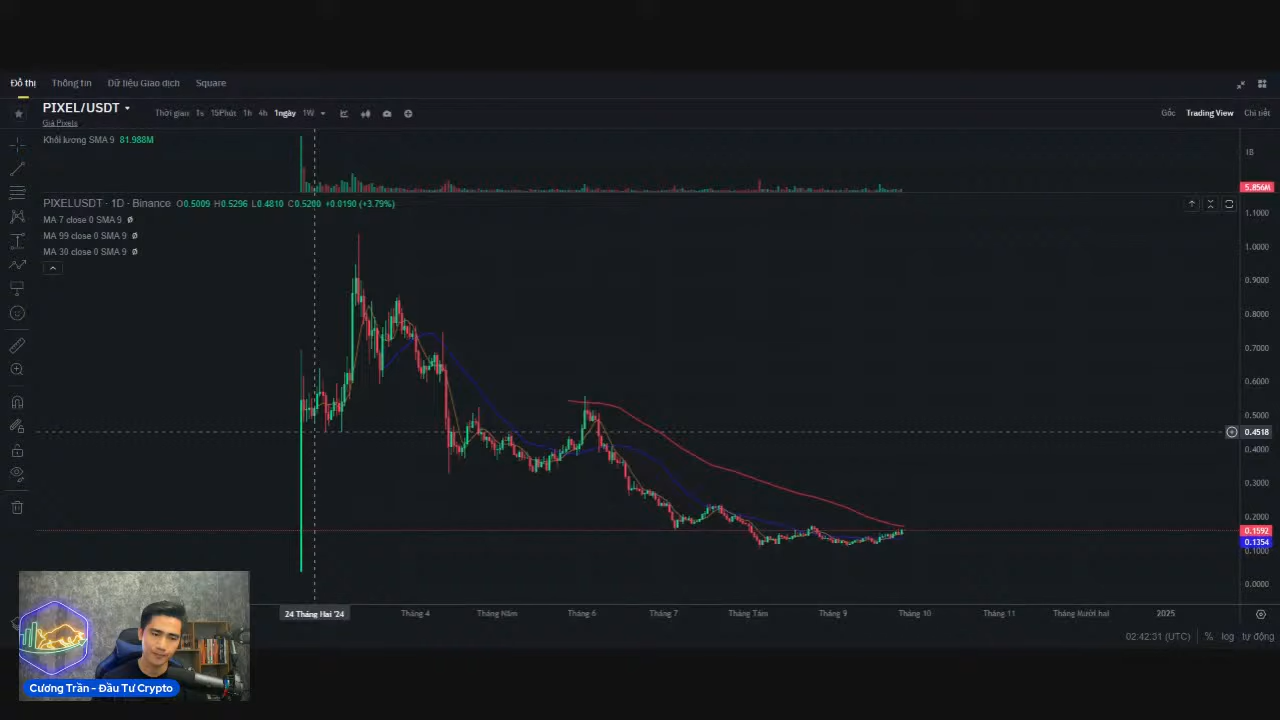 Đồ thị Thông tin Dữ liệu Giao dịch Square
PIXEL/USDT
Giá Pixels
Thời gian 1s 15Phút 1h 4h 1ngày 1W
Gốc Trading View Chi tiết
Khối lượng SMA 9 81.988M
1B
5.856M
PIXELUSDT · 1D · Binance O0.5009 H0.5296 L0.4810 C0.5200 +0.0190 (+3.79%)
MA 7 close 0 SMA 9 Ø
MA 99 close 0 SMA 9 Ø
MA 30 close 0 SMA 9 Ø
1.1000
1.0000
0.9000
0.8000
0.7000
0.6000
0.5000
0.4518
0.4000
0.3000
0.2000
0.1592
0.1354
0.1000
0.0000
24 Tháng Hai '24 Tháng 4 Tháng Năm Tháng 6 Tháng 7 Tháng Tám Tháng 9 Tháng 10 Tháng 11 Tháng Mười hai 2025
02:42:31 (UTC) % log tự động
Cương Trần - Đầu Tư Crypto